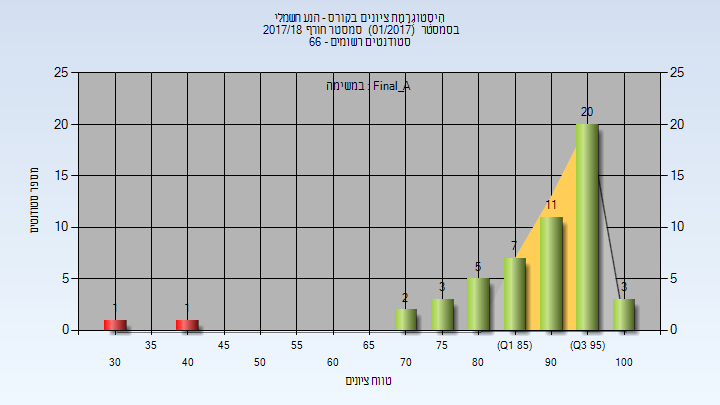 הִיסְטוֹגְרַמַת ציונים בקורס - הנע חשמלי
בסמסטר (01/2017) סמסטר חורף 2017/18
סטודנטים רשומים - 66
במשימה : Final_A
מספר סטודנטים
25 25
20 20
15 15
10 10
5 5
0 0
1 1 2 3 5 7 11 20 3
35 45 55 65 75 (Q1 85) (Q3 95)
30 40 50 60 70 80 90 100
טווח ציונים